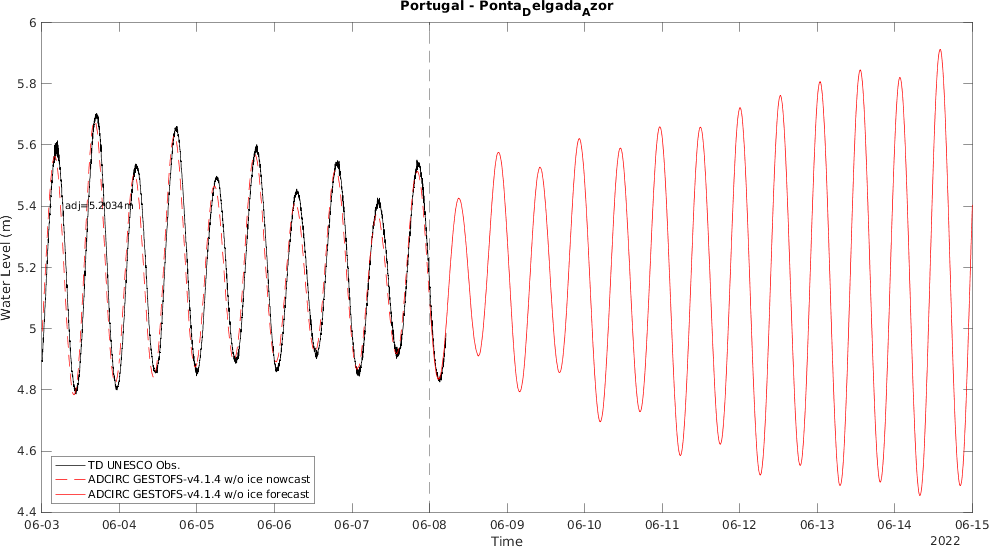 Portugal - PontaDelgadaAzor
6
5.8
5.6
5.4
5.2
5
4.8
4.6
4.4
Water Level (m)
adj=5.2034m
TD UNESCO Obs.
ADCIRC GESTOFS-v4.1.4 w/o ice nowcast
ADCIRC GESTOFS-v4.1.4 w/o ice forecast
06-03 06-04 06-05 06-06 06-07 06-08 06-09 06-10 06-11 06-12 06-13 06-14 06-15
Time
2022